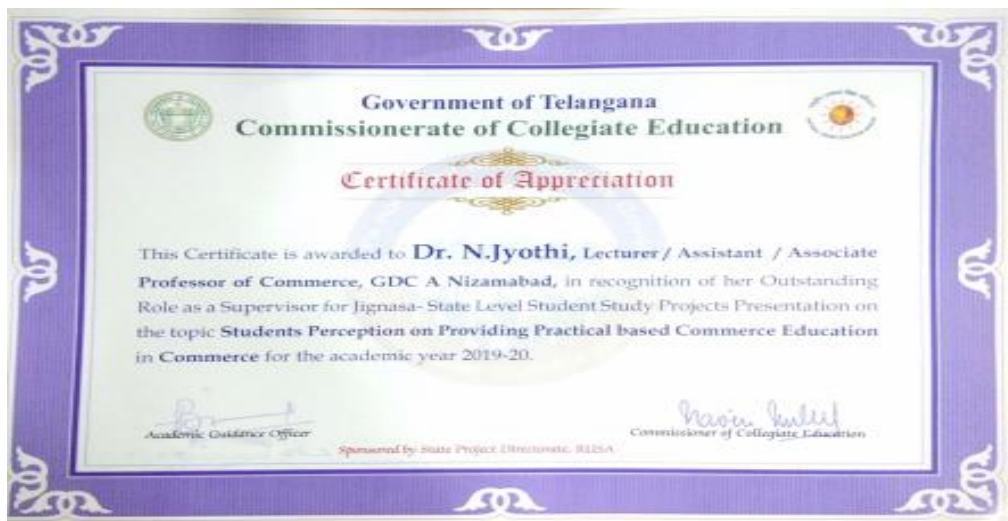 Government of Telangana
Commissionerate of Collegiate Education
Certificate of Appreciation
This Certificate is awarded to Dr. N.Jyothi, Lecturer / Assistant / Associate
Professor of Commerce, GDC A Nizamabad, in recognition of her Outstanding
Role as a Supervisor for Jignasa- State Level Student Study Projects Presentation on
the topic Students Perception on Providing Practical based Commerce Education
in Commerce for the academic year 2019-20.
Academic Guidance Officer
Commissioner of Collegiate Education
Sponsored by State Project Directorate, RUSA